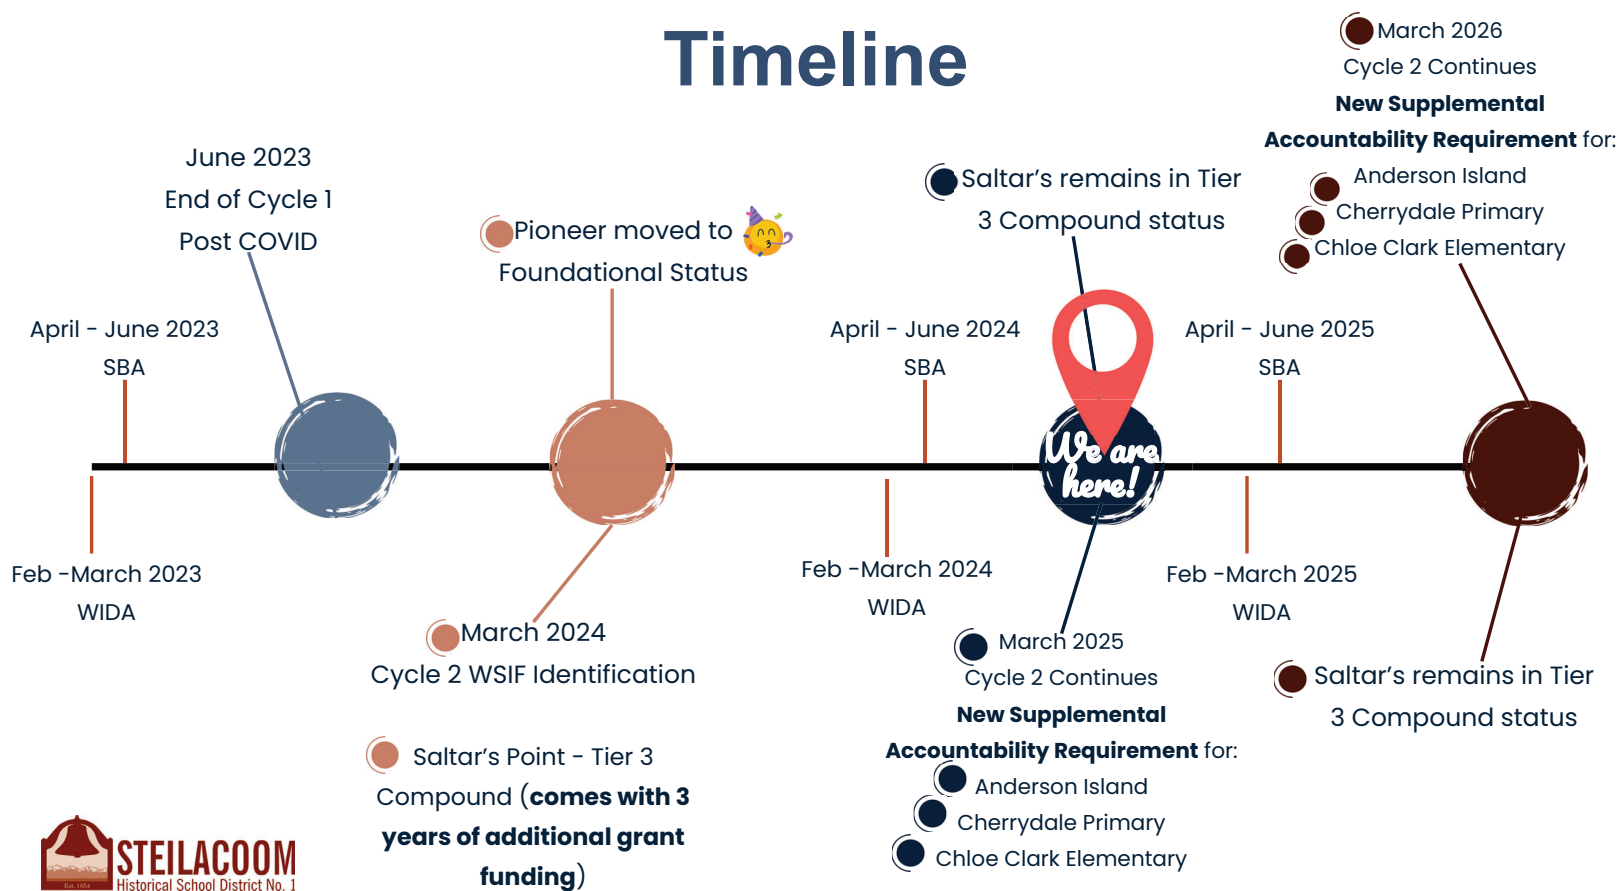 Timeline
June 2023
End of Cycle 1
Post COVID
April - June 2023
SBA
Feb -March 2023
WIDA
Pioneer moved to
Foundational Status
March 2024
Cycle 2 WSIF Identification
Saltar's Point - Tier 3
Compound (comes with 3
years of additional grant
funding)
April - June 2024
SBA
Feb -March 2024
WIDA
Saltar's remains in Tier
3 Compound status
We are
here!
March 2025
Cycle 2 Continues
New Supplemental
Accountability Requirement for:
Anderson Island
Cherrydale Primary
Chloe Clark Elementary
April - June 2025
SBA
Feb -March 2025
WIDA
March 2026
Cycle 2 Continues
New Supplemental
Accountability Requirement for:
Anderson Island
Cherrydale Primary
Chloe Clark Elementary
Saltar's remains in Tier
3 Compound status
Est. 1854
STEILACOOM
Historical School District No. 1